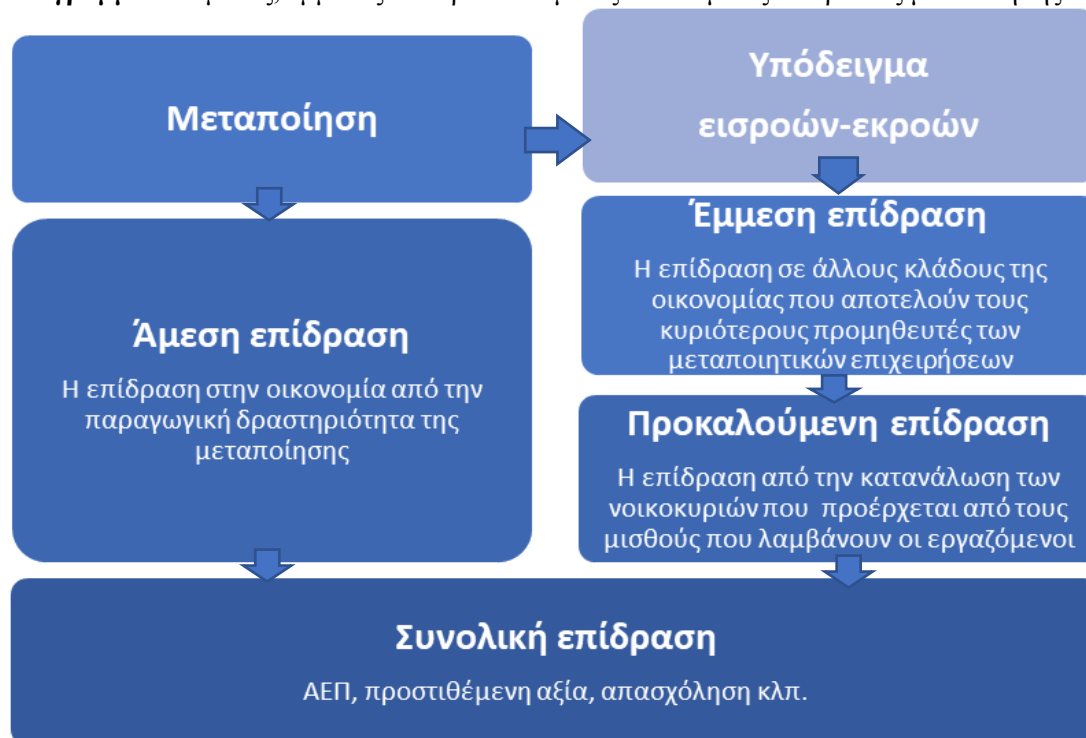 Μεταποίηση
Υπόδειγμα
εισροών-εκροών
Άμεση επίδραση
Η επίδραση στην οικονομία από την
παραγωγική δραστηριότητα της
μεταποίησης
Έμμεση επίδραση
Η επίδραση σε άλλους κλάδους της
οικονομίας που αποτελούν τους
κυριότερους προμηθευτές των
μεταποιητικών επιχειρήσεων
Προκαλούμενη επίδραση
Η επίδραση από την κατανάλωση των
νοικοκυριών που προέρχεται από τους
μισθούς που λαμβάνουν οι εργαζόμενοι
Συνολική επίδραση
ΑΕΠ, προστιθέμενη αξία, απασχόληση κλπ.